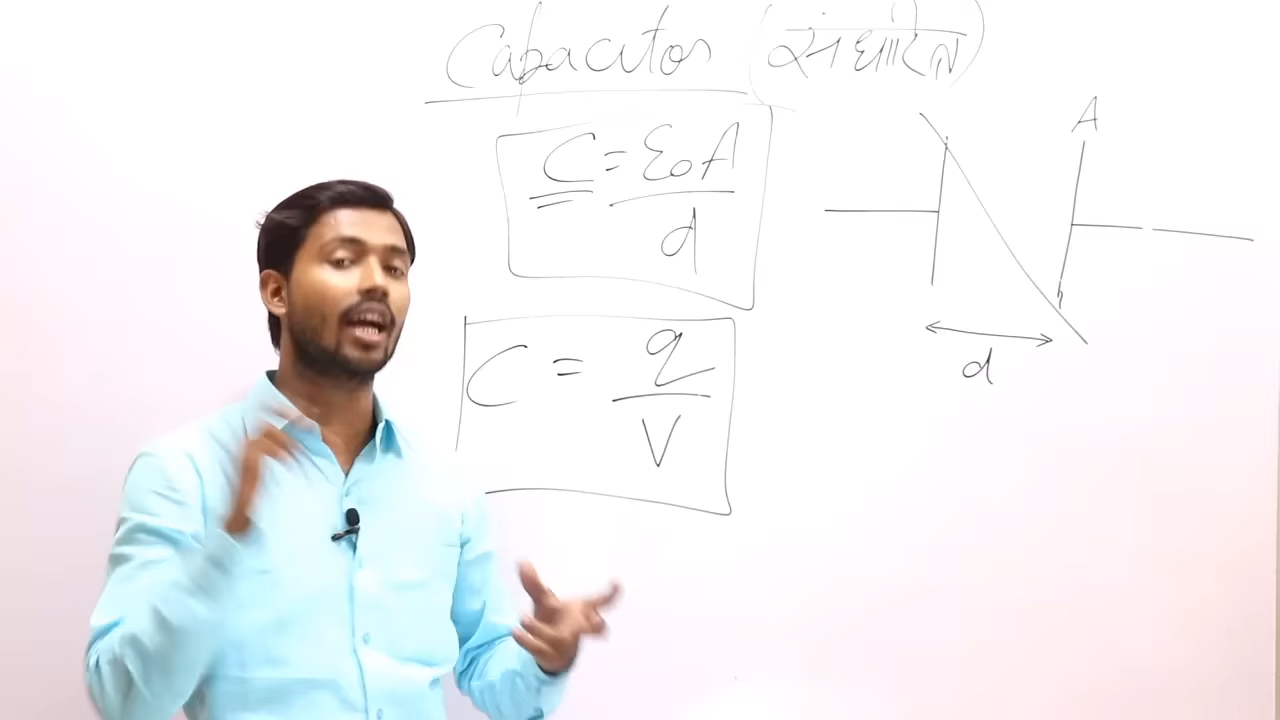 Capacitor (संधारित्र)
C = ε₀A
d
C = q
V
A
d